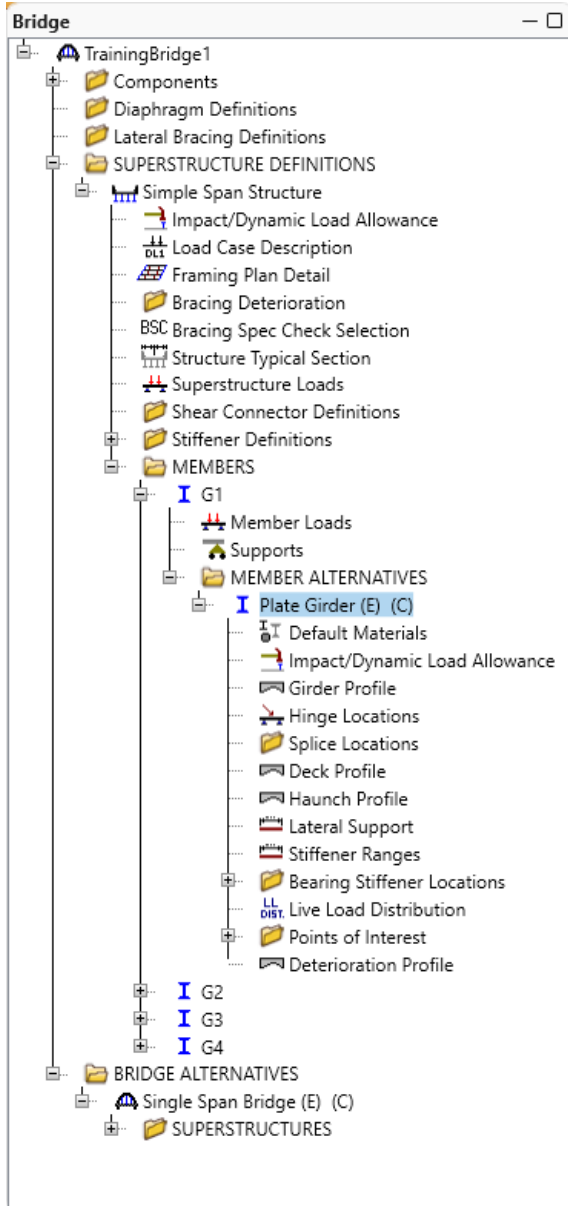 Bridge
TrainingBridge1
Components
Diaphragm Definitions
Lateral Bracing Definitions
SUPERSTRUCTURE DEFINITIONS
Simple Span Structure
Impact/Dynamic Load Allowance
DL1 Load Case Description
Framing Plan Detail
Bracing Deterioration
BSC Bracing Spec Check Selection
Structure Typical Section
Superstructure Loads
Shear Connector Definitions
Stiffener Definitions
MEMBERS
G1
Member Loads
Supports
MEMBER ALTERNATIVES
Plate Girder (E) (C)
Default Materials
Impact/Dynamic Load Allowance
Girder Profile
Hinge Locations
Splice Locations
Deck Profile
Haunch Profile
Lateral Support
Stiffener Ranges
Bearing Stiffener Locations
LL DIST. Live Load Distribution
Points of Interest
Deterioration Profile
G2
G3
G4
BRIDGE ALTERNATIVES
Single Span Bridge (E) (C)
SUPERSTRUCTURES